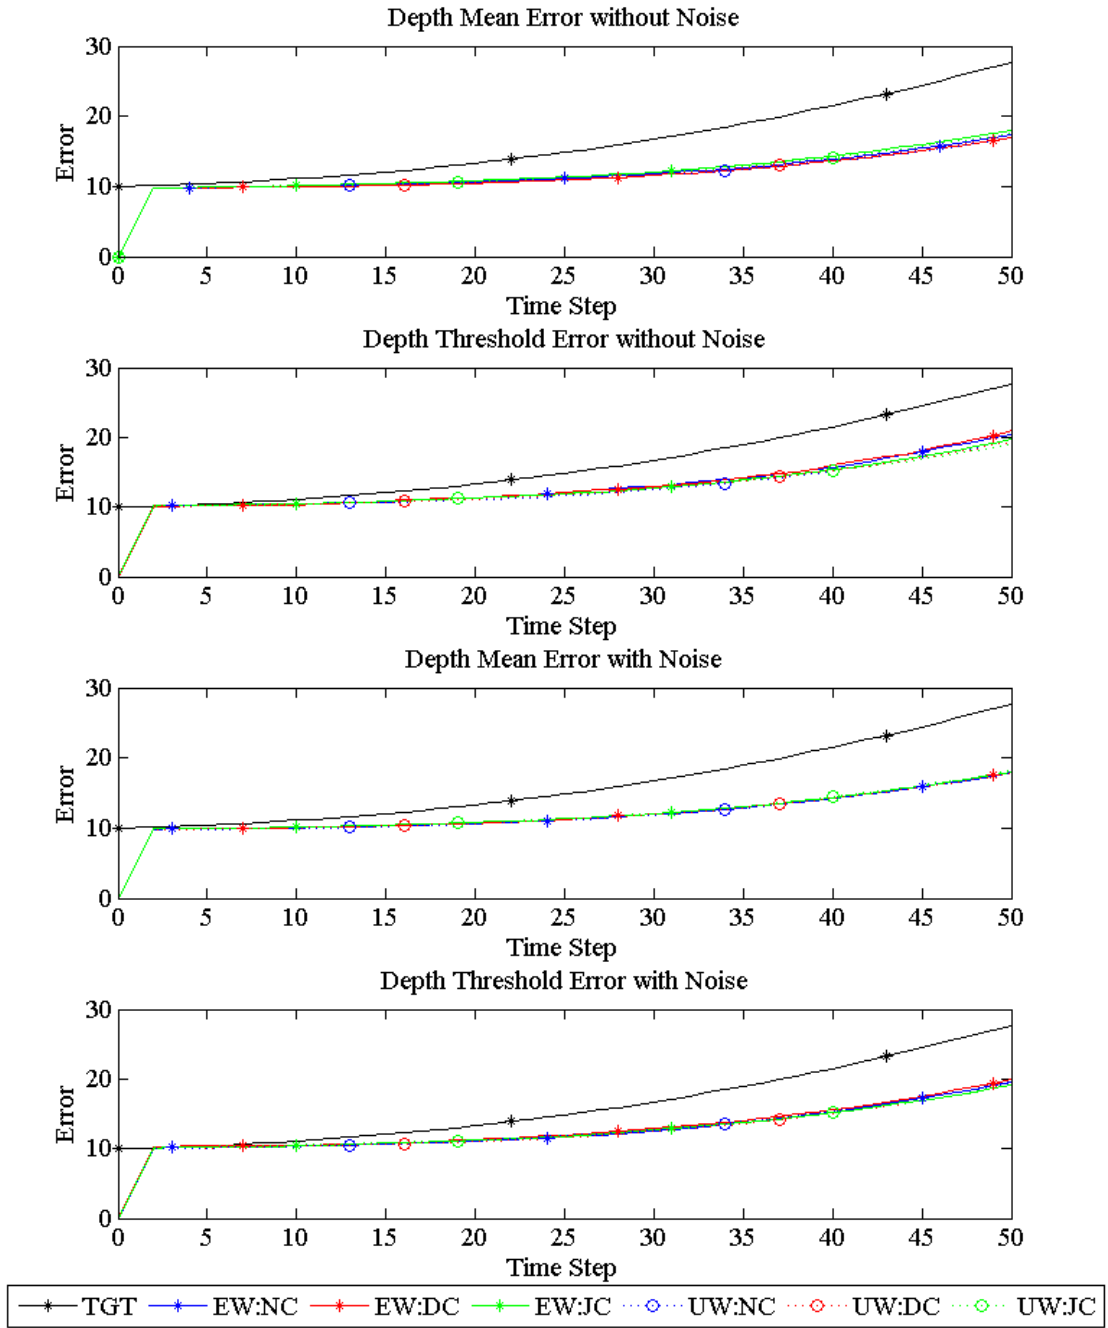 Depth Mean Error without Noise
30
20
10
0
Error
0 5 10 15 20 25 30 35 40 45 50
Time Step
Depth Threshold Error without Noise
30
20
10
0
Error
0 5 10 15 20 25 30 35 40 45 50
Time Step
Depth Mean Error with Noise
30
20
10
0
Error
0 5 10 15 20 25 30 35 40 45 50
Time Step
Depth Threshold Error with Noise
30
20
10
0
Error
0 5 10 15 20 25 30 35 40 45 50
Time Step
TGT EW:NC EW:DC EW:JC UW:NC UW:DC UW:JC